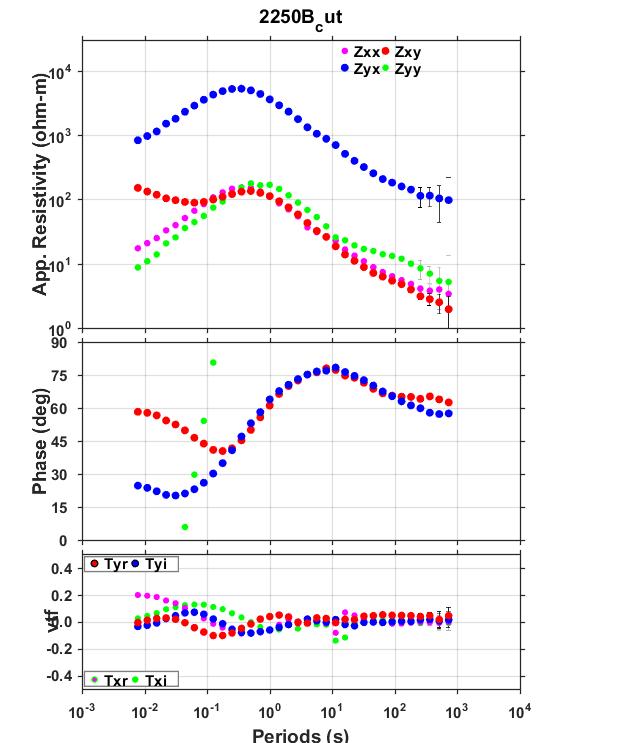 2250B_cut
App. Resistivity (ohm-m)
10^4
10^3
10^2
10^1
10^0
Zxx Zxy
Zyx Zyy
Phase (deg)
90
75
60
45
30
15
0
vtf
0.4
0.2
0.0
-0.2
-0.4
Tyr Tyi
Txr Txi
10^-3 10^-2 10^-1 10^0 10^1 10^2 10^3 10^4
Periods (s)